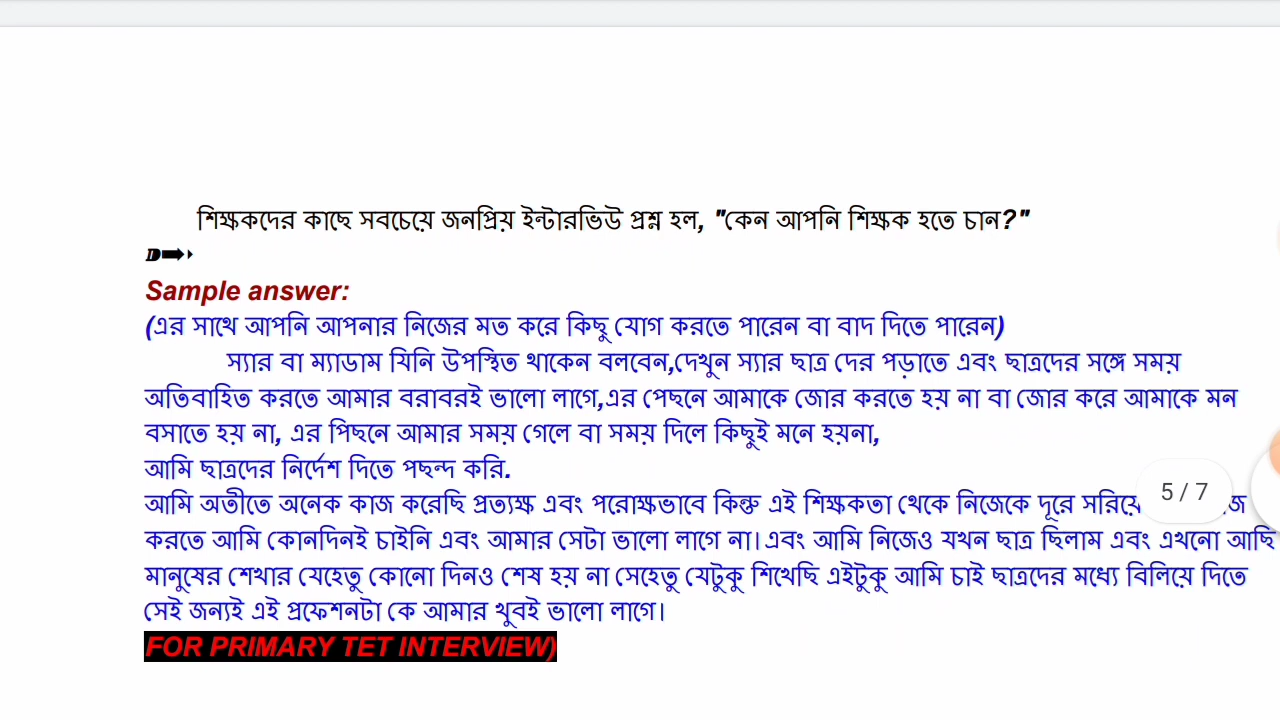 শিক্ষকদের কাছে সবচেয়ে জনপ্রিয় ইন্টারভিউ প্রশ্ন হল, "কেন আপনি শিক্ষক হতে চান?"
Sample answer:
(এর সাথে আপনি আপনার নিজের মত করে কিছু যোগ করতে পারেন বা বাদ দিতে পারেন)
স্যার বা ম্যাডাম যিনি উপস্থিত থাকেন বলবেন,দেখুন স্যার ছাত্র দের পড়াতে এবং ছাত্রদের সঙ্গে সময়
অতিবাহিত করতে আমার বরাবরই ভালো লাগে,এর পেছনে আমাকে জোর করতে হয় না বা জোর করে আমাকে মন
বসাতে হয় না, এর পিছনে আমার সময় গেলে বা সময় দিলে কিছুই মনে হয়না,
আমি ছাত্রদের নির্দেশ দিতে পছন্দ করি.
আমি অতীতে অনেক কাজ করেছি প্রত্যক্ষ এবং পরোক্ষভাবে কিন্তু এই শিক্ষকতা থেকে নিজেকে দূরে
5 / 7
করতে আমি কোনদিনই চাইনি এবং আমার সেটা ভালো লাগে না। এবং আমি নিজেও যখন ছাত্র ছিলাম এবং এখনো আছি
মানুষের শেখার যেহেতু কোনো দিনও শেষ হয় না সেহেতু যেটুকু শিখেছি এইটুকু আমি চাই ছাত্রদের মধ্যে বিলিয়ে দিতে
সেই জন্যই এই প্রফেশনটা কে আমার খুবই ভালো লাগে।
FOR PRIMARY TET INTERVIEW)